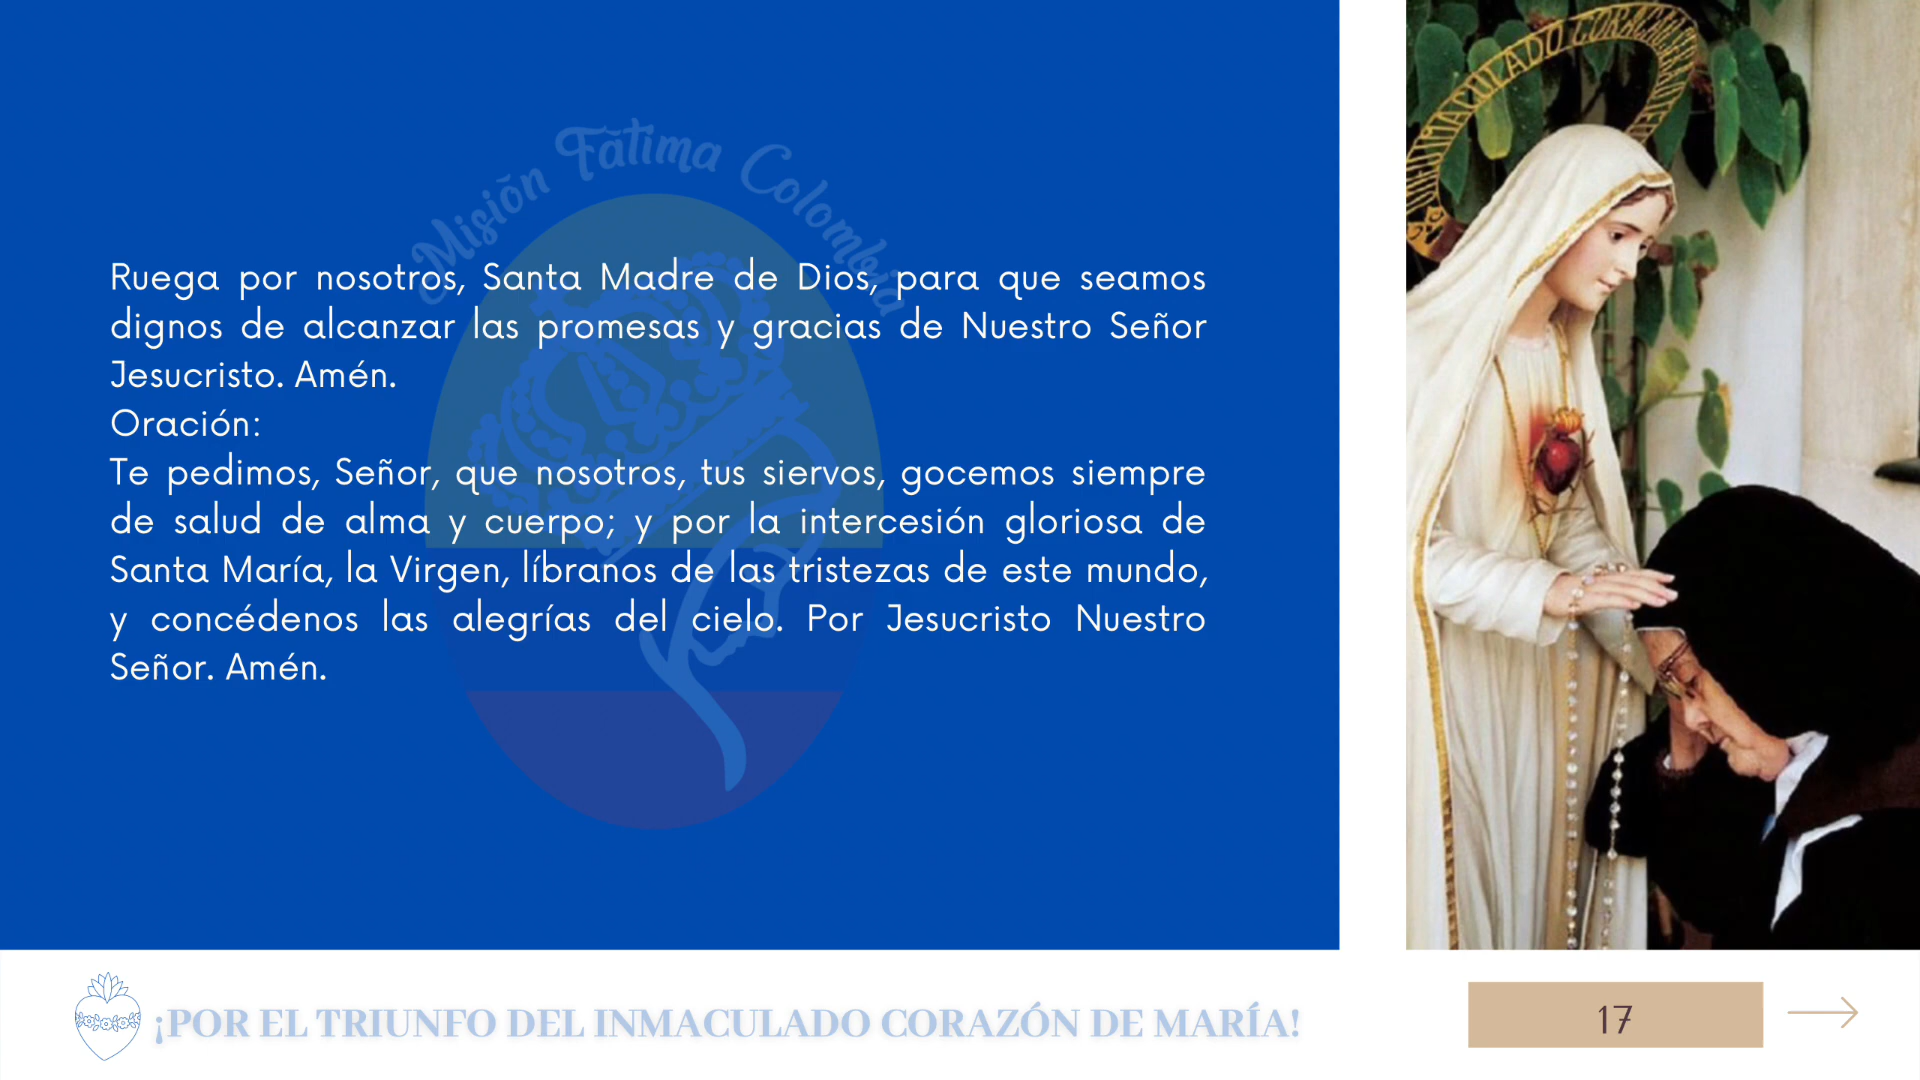 Misión Fátima Colombia
Ruega por nosotros, Santa Madre de Dios, para que seamos
dignos de alcanzar las promesas y gracias de Nuestro Señor
Jesucristo. Amén.
Oración:
Te pedimos, Señor, que nosotros, tus siervos, gocemos siempre
de salud de alma y cuerpo; y por la intercesión gloriosa de
Santa María, la Virgen, líbranos de las tristezas de este mundo,
y concédenos las alegrías del cielo. Por Jesucristo Nuestro
Señor. Amén.
¡POR EL TRIUNFO DEL INMACULADO CORAZÓN DE MARÍA!
17